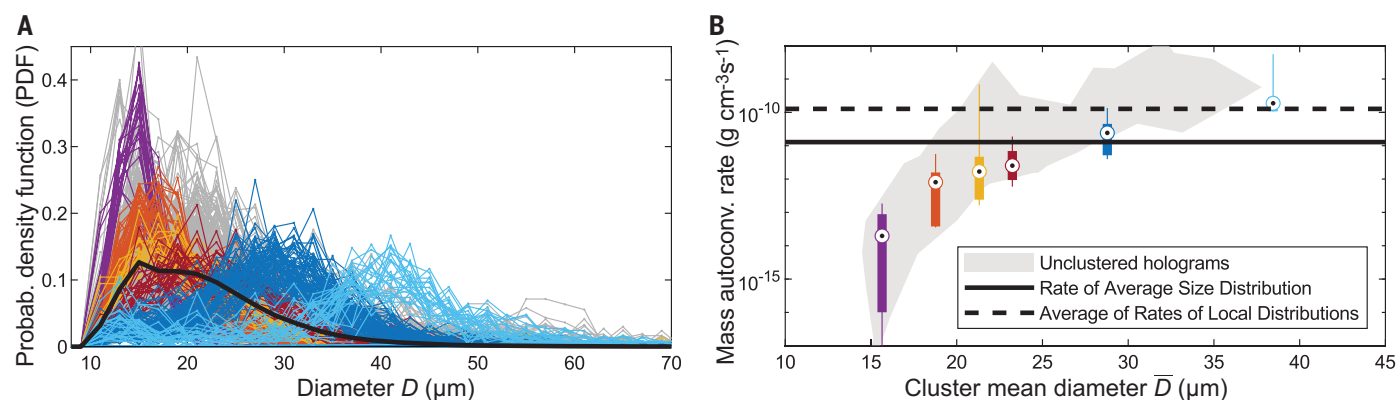 A
Probab. density function (PDF)
0.4
0.3
0.2
0.1
0
10 20 30 40 50 60 70
Diameter D (µm)
B
Mass autoconv. rate (g cm-3s-1)
10-10
10-15
Unclustered holograms
Rate of Average Size Distribution
Average of Rates of Local Distributions
10 15 20 25 30 35 40 45
Cluster mean diameter D̅ (µm)